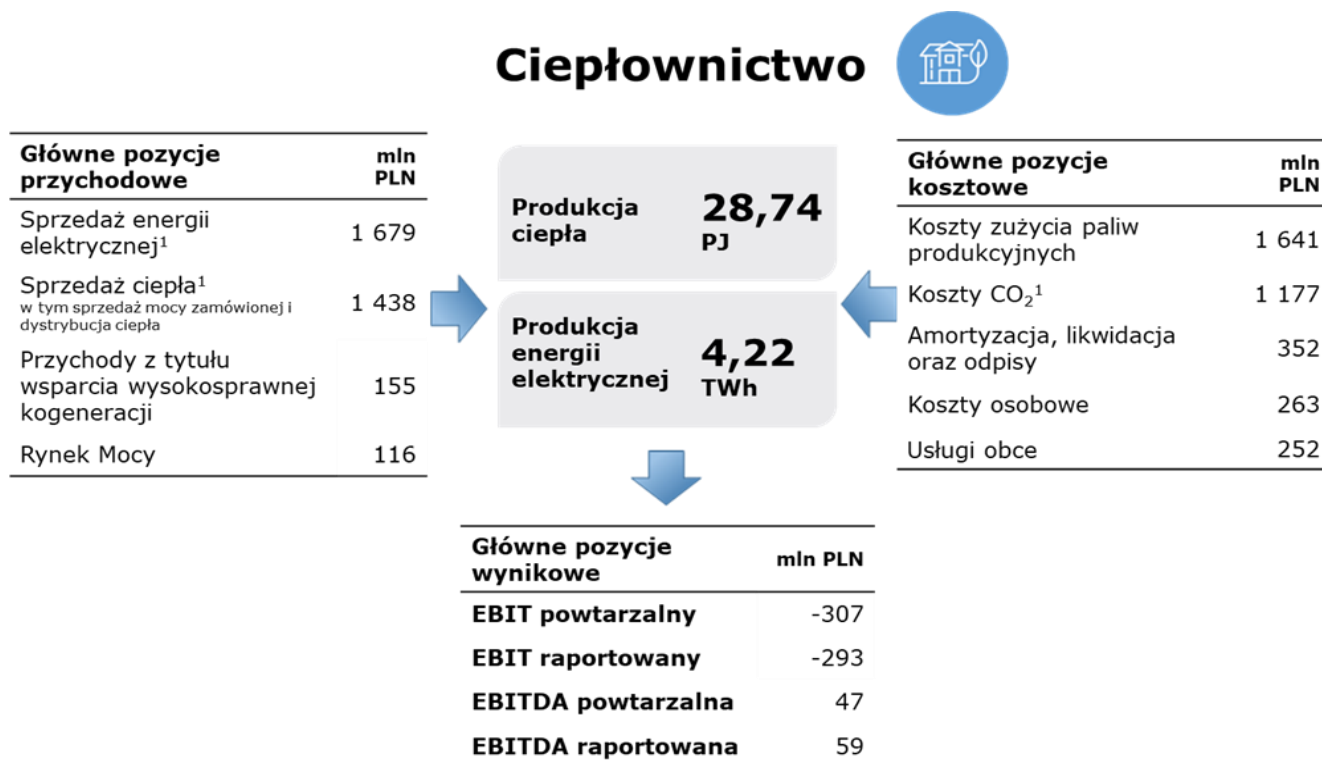 Ciepłownictwo
Główne pozycje
przychodowe
mln
PLN
Sprzedaż energii
elektrycznej¹
1 679
Sprzedaż ciepła¹
w tym sprzedaż mocy zamówionej i
dystrybucja ciepła
1 438
Przychody z tytułu
wsparcia wysokosprawnej
kogeneracji
155
Rynek Mocy
116
Produkcja
ciepła
28,74
PJ
Produkcja
energii
elektrycznej
4,22
TWh
Główne pozycje
kosztowe
mln
PLN
Koszty zużycia paliw
produkcyjnych
1 641
Koszty CO₂¹
1 177
Amortyzacja, likwidacja
oraz odpisy
352
Koszty osobowe
263
Usługi obce
252
Główne pozycje
wynikowe
mln PLN
EBIT powtarzalny
-307
EBIT raportowany
-293
EBITDA powtarzalna
47
EBITDA raportowana
59